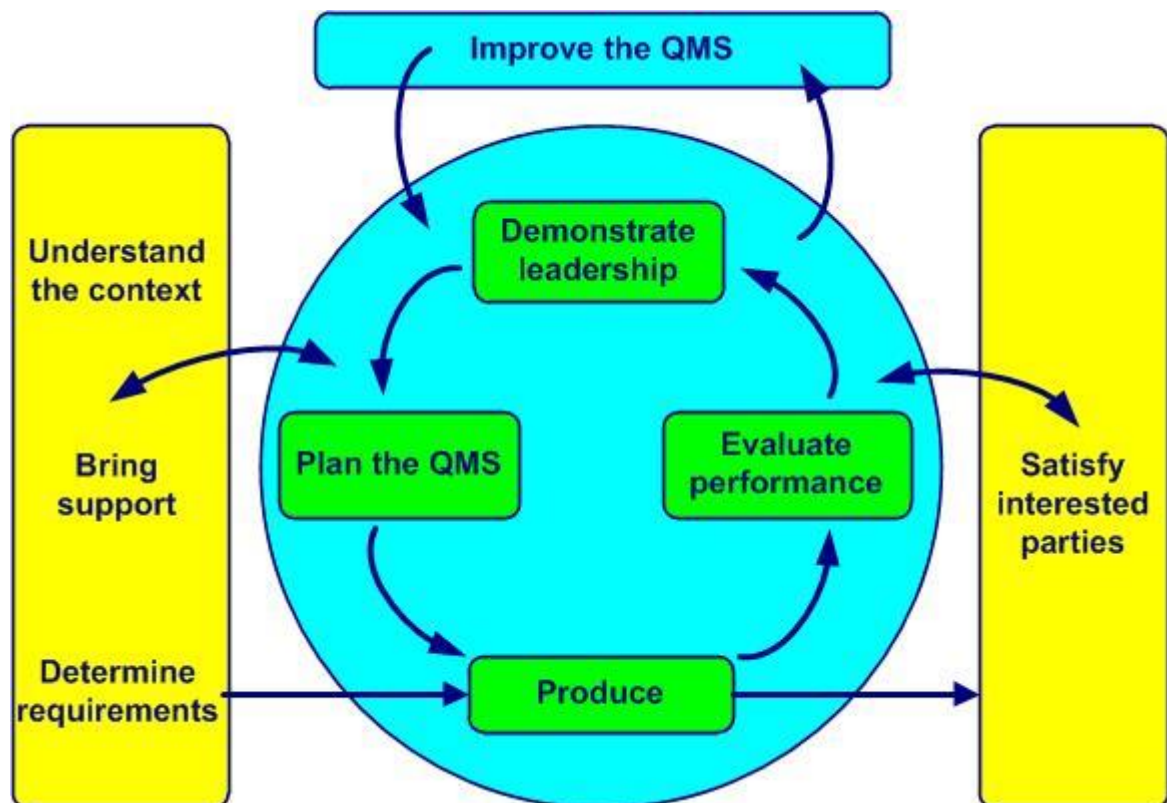 Improve the QMS
Understand
the context
Bring
support
Determine
requirements
Demonstrate
leadership
Plan the QMS
Evaluate
performance
Produce
Satisfy
interested
parties